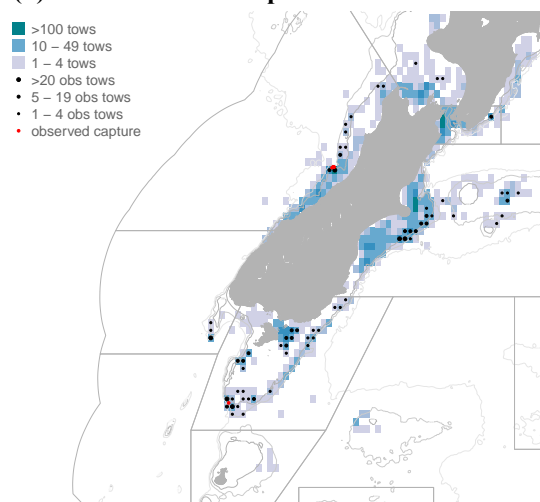 >100 tows
10 – 49 tows
1 – 4 tows
>20 obs tows
5 – 19 obs tows
1 – 4 obs tows
observed capture